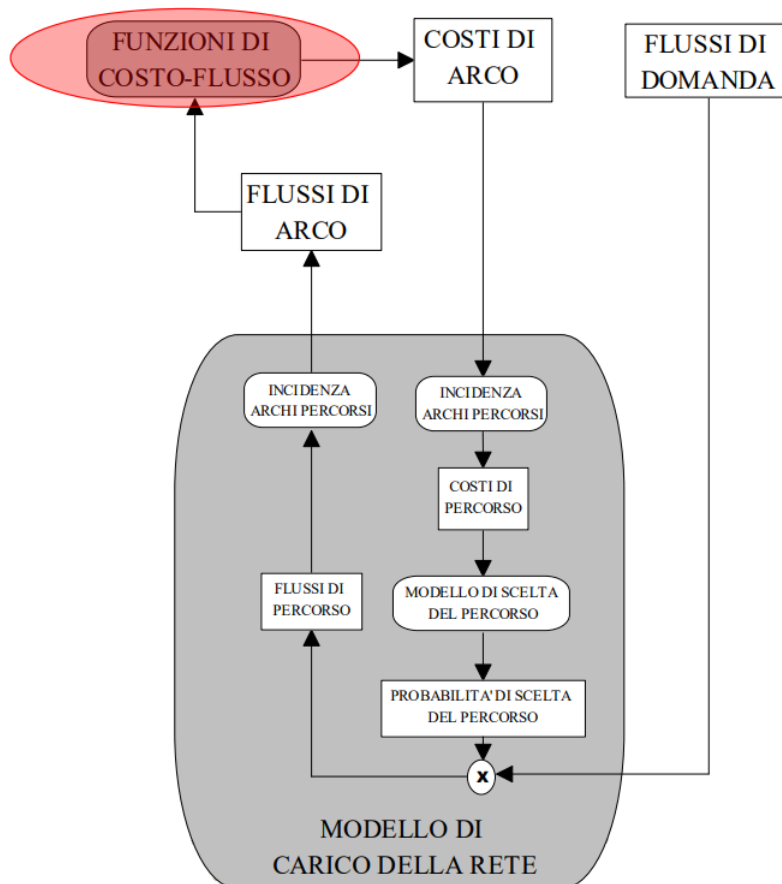 FUNZIONI DI
COSTO-FLUSSO
COSTI DI
ARCO
FLUSSI DI
DOMANDA
FLUSSI DI
ARCO
INCIDENZA
ARCHI PERCORSI
INCIDENZA
ARCHI PERCORSI
COSTI DI
PERCORSO
FLUSSI DI
PERCORSO
MODELLO DI SCELTA
DEL PERCORSO
PROBABILITA' DI SCELTA
DEL PERCORSO
x
MODELLO DI
CARICO DELLA RETE